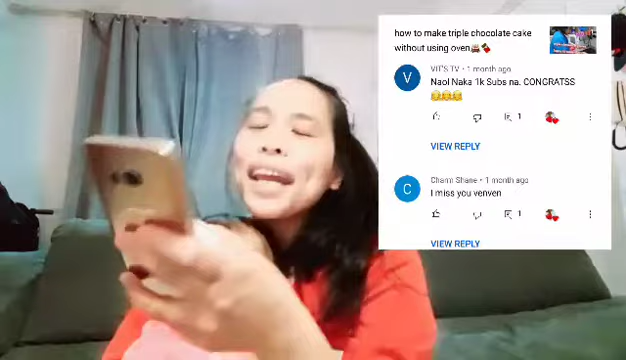 how to make triple chocolate cake
without using oven🍫
V
VIT'S TV • 1 month ago
Naol Naka 1k Subs na. CONGRATSS
😂😂😂
1
VIEW REPLY
C
Charm Shane • 1 month ago
I miss you venven
1
VIEW REPLY